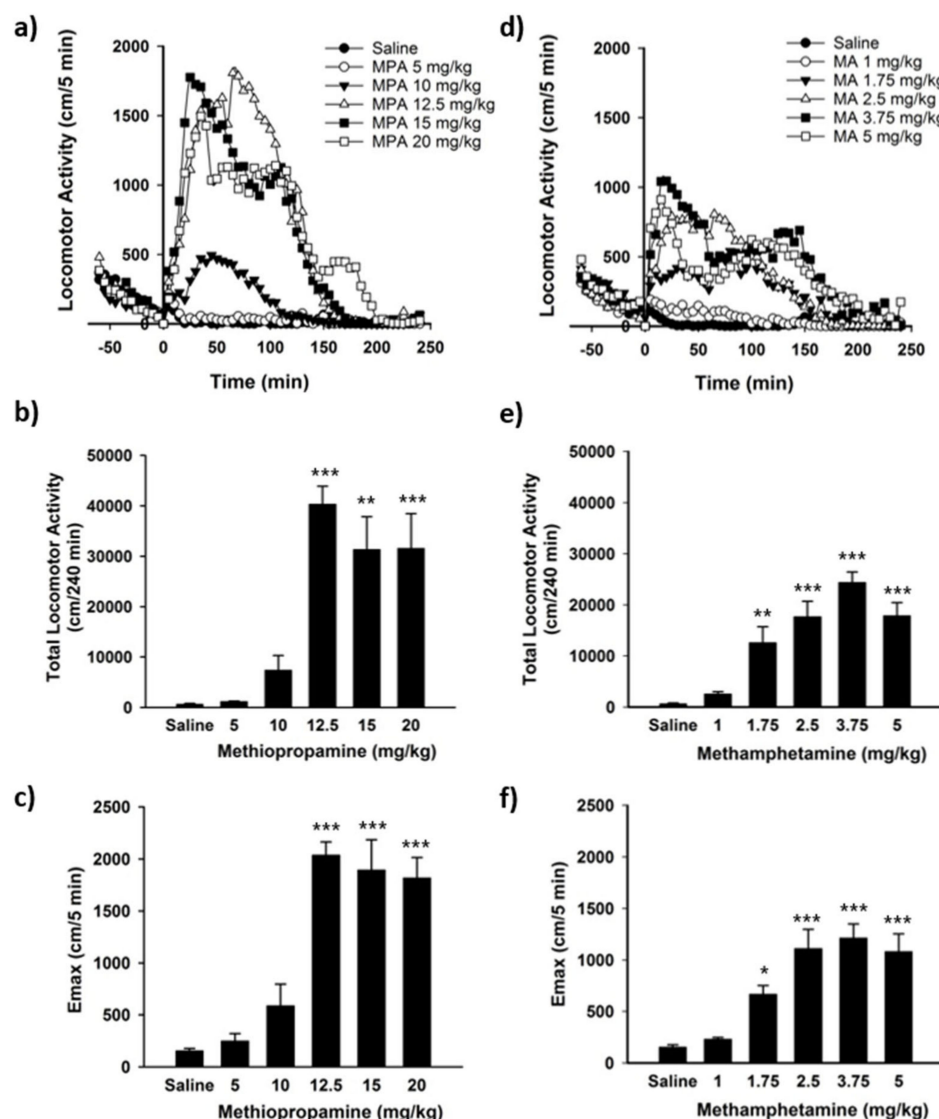 a)
Locomotor Activity (cm/5 min)
2000
1500
1000
500
0
-50 0 50 100 150 200 250
Time (min)
Saline
MPA 5 mg/kg
MPA 10 mg/kg
MPA 12.5 mg/kg
MPA 15 mg/kg
MPA 20 mg/kg
d)
Locomotor Activity (cm/5 min)
2000
1500
1000
500
0
-50 0 50 100 150 200 250
Time (min)
Saline
MA 1 mg/kg
MA 1.75 mg/kg
MA 2.5 mg/kg
MA 3.75 mg/kg
MA 5 mg/kg
b)
Total Locomotor Activity
(cm/240 min)
50000
40000
30000
20000
10000
0
*** ** ***
Saline 5 10 12.5 15 20
Methiopropamine (mg/kg)
e)
Total Locomotor Activity
(cm/240 min)
50000
40000
30000
20000
10000
0
** *** *** ***
Saline 1 1.75 2.5 3.75 5
Methamphetamine (mg/kg)
c)
Emax (cm/5 min)
2500
2000
1500
1000
500
0
*** *** ***
Saline 5 10 12.5 15 20
Methiopropamine (mg/kg)
f)
Emax (cm/5 min)
2500
2000
1500
1000
500
0
* *** *** ***
Saline 1 1.75 2.5 3.75 5
Methamphetamine (mg/kg)